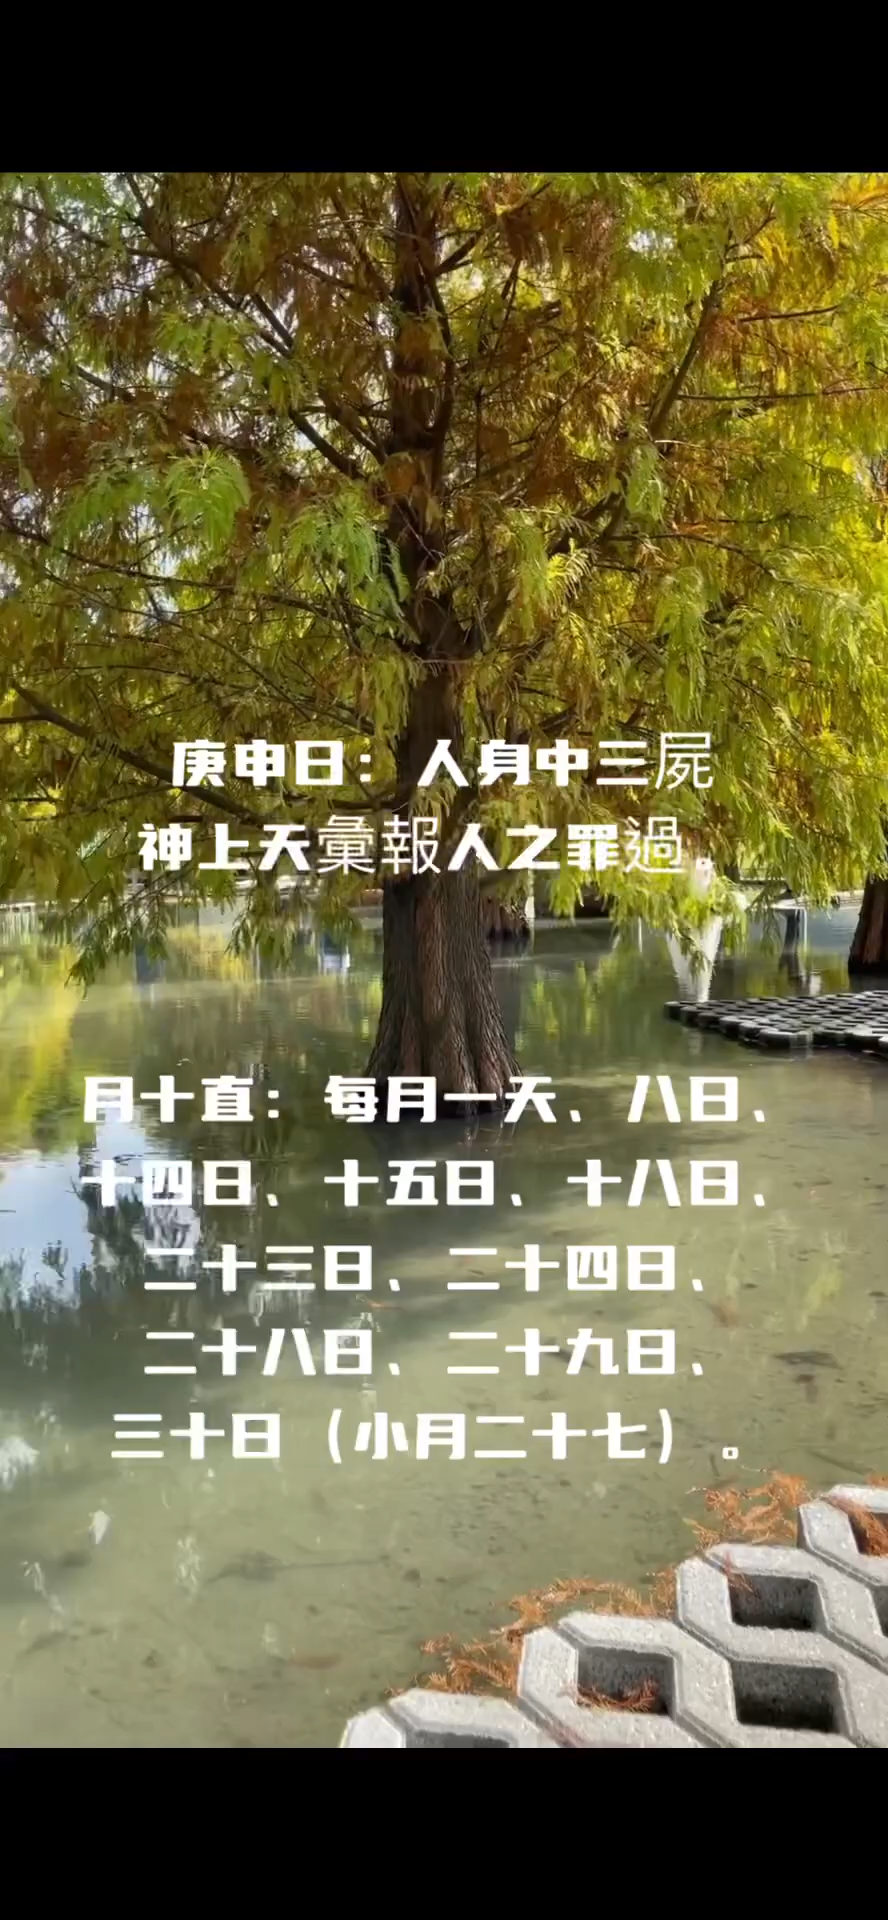 庚申日：人身中三屍
神上天彙報人之罪過。
月十直：每月一天、八日、
十四日、十五日、十八日、
二十三日、二十四日、
二十八日、二十九日、
三十日（小月二十七）。